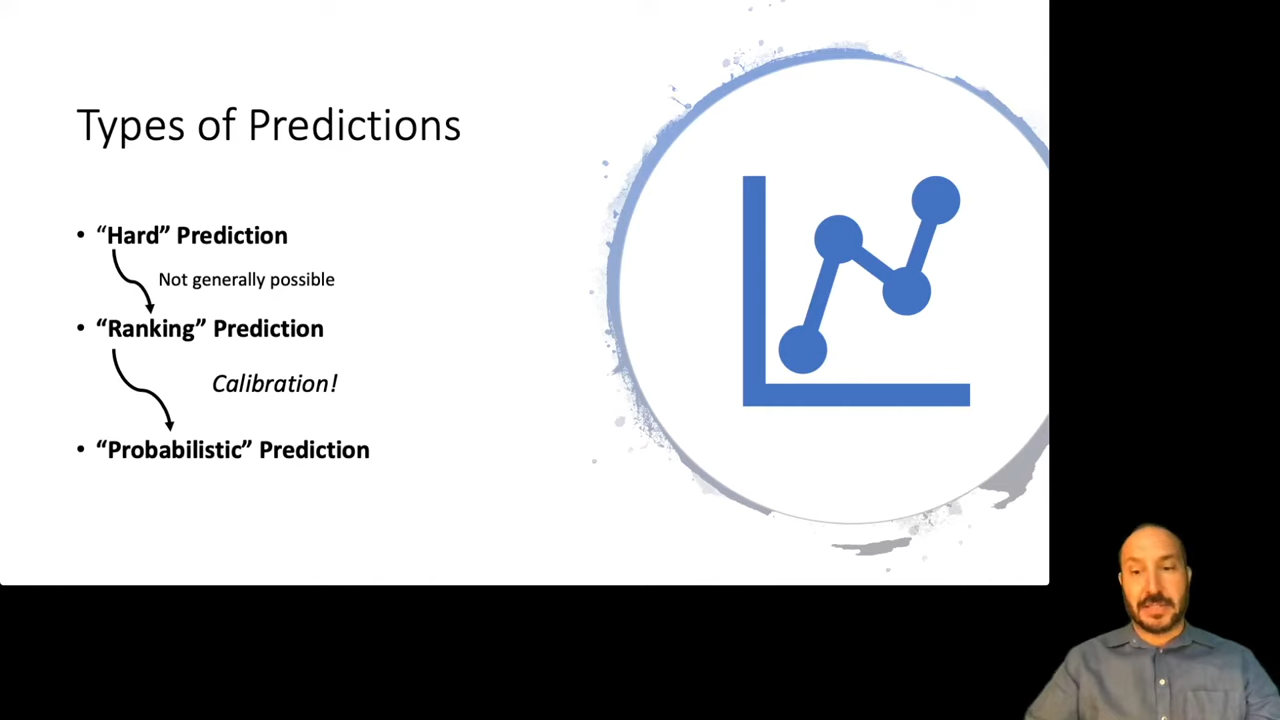 Types of Predictions
• “Hard” Prediction
Not generally possible
• “Ranking” Prediction
Calibration!
• “Probabilistic” Prediction